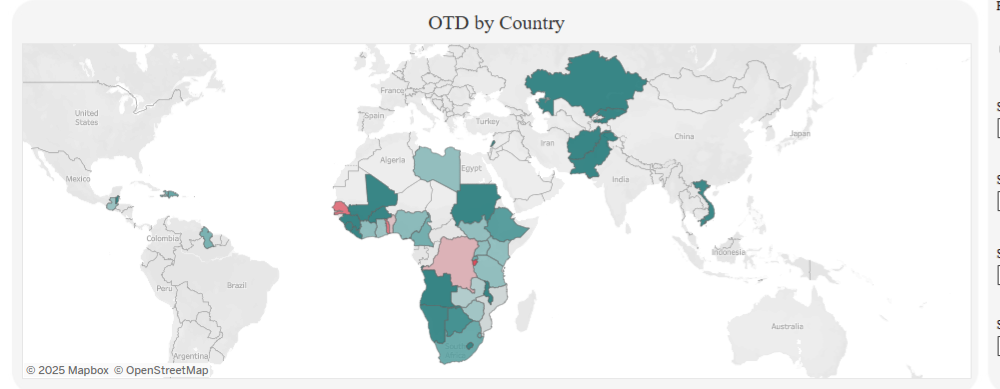 OTD by Country
France
United
States
Spain
Turkey
Japan
China
Algeria
Iran
Egypt
Mexico
India
Colombia
Indonesia
Peru
Brazil
Australia
Argentina
© 2025 Mapbox © OpenStreetMap